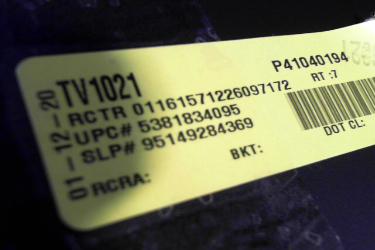 P41040194
TV1021
RT :7
RCTR 01161571226097172
UPC# 5381834095
SLP# 95149284369
BKT:
DOT CL:
RCRA:
01-12-20